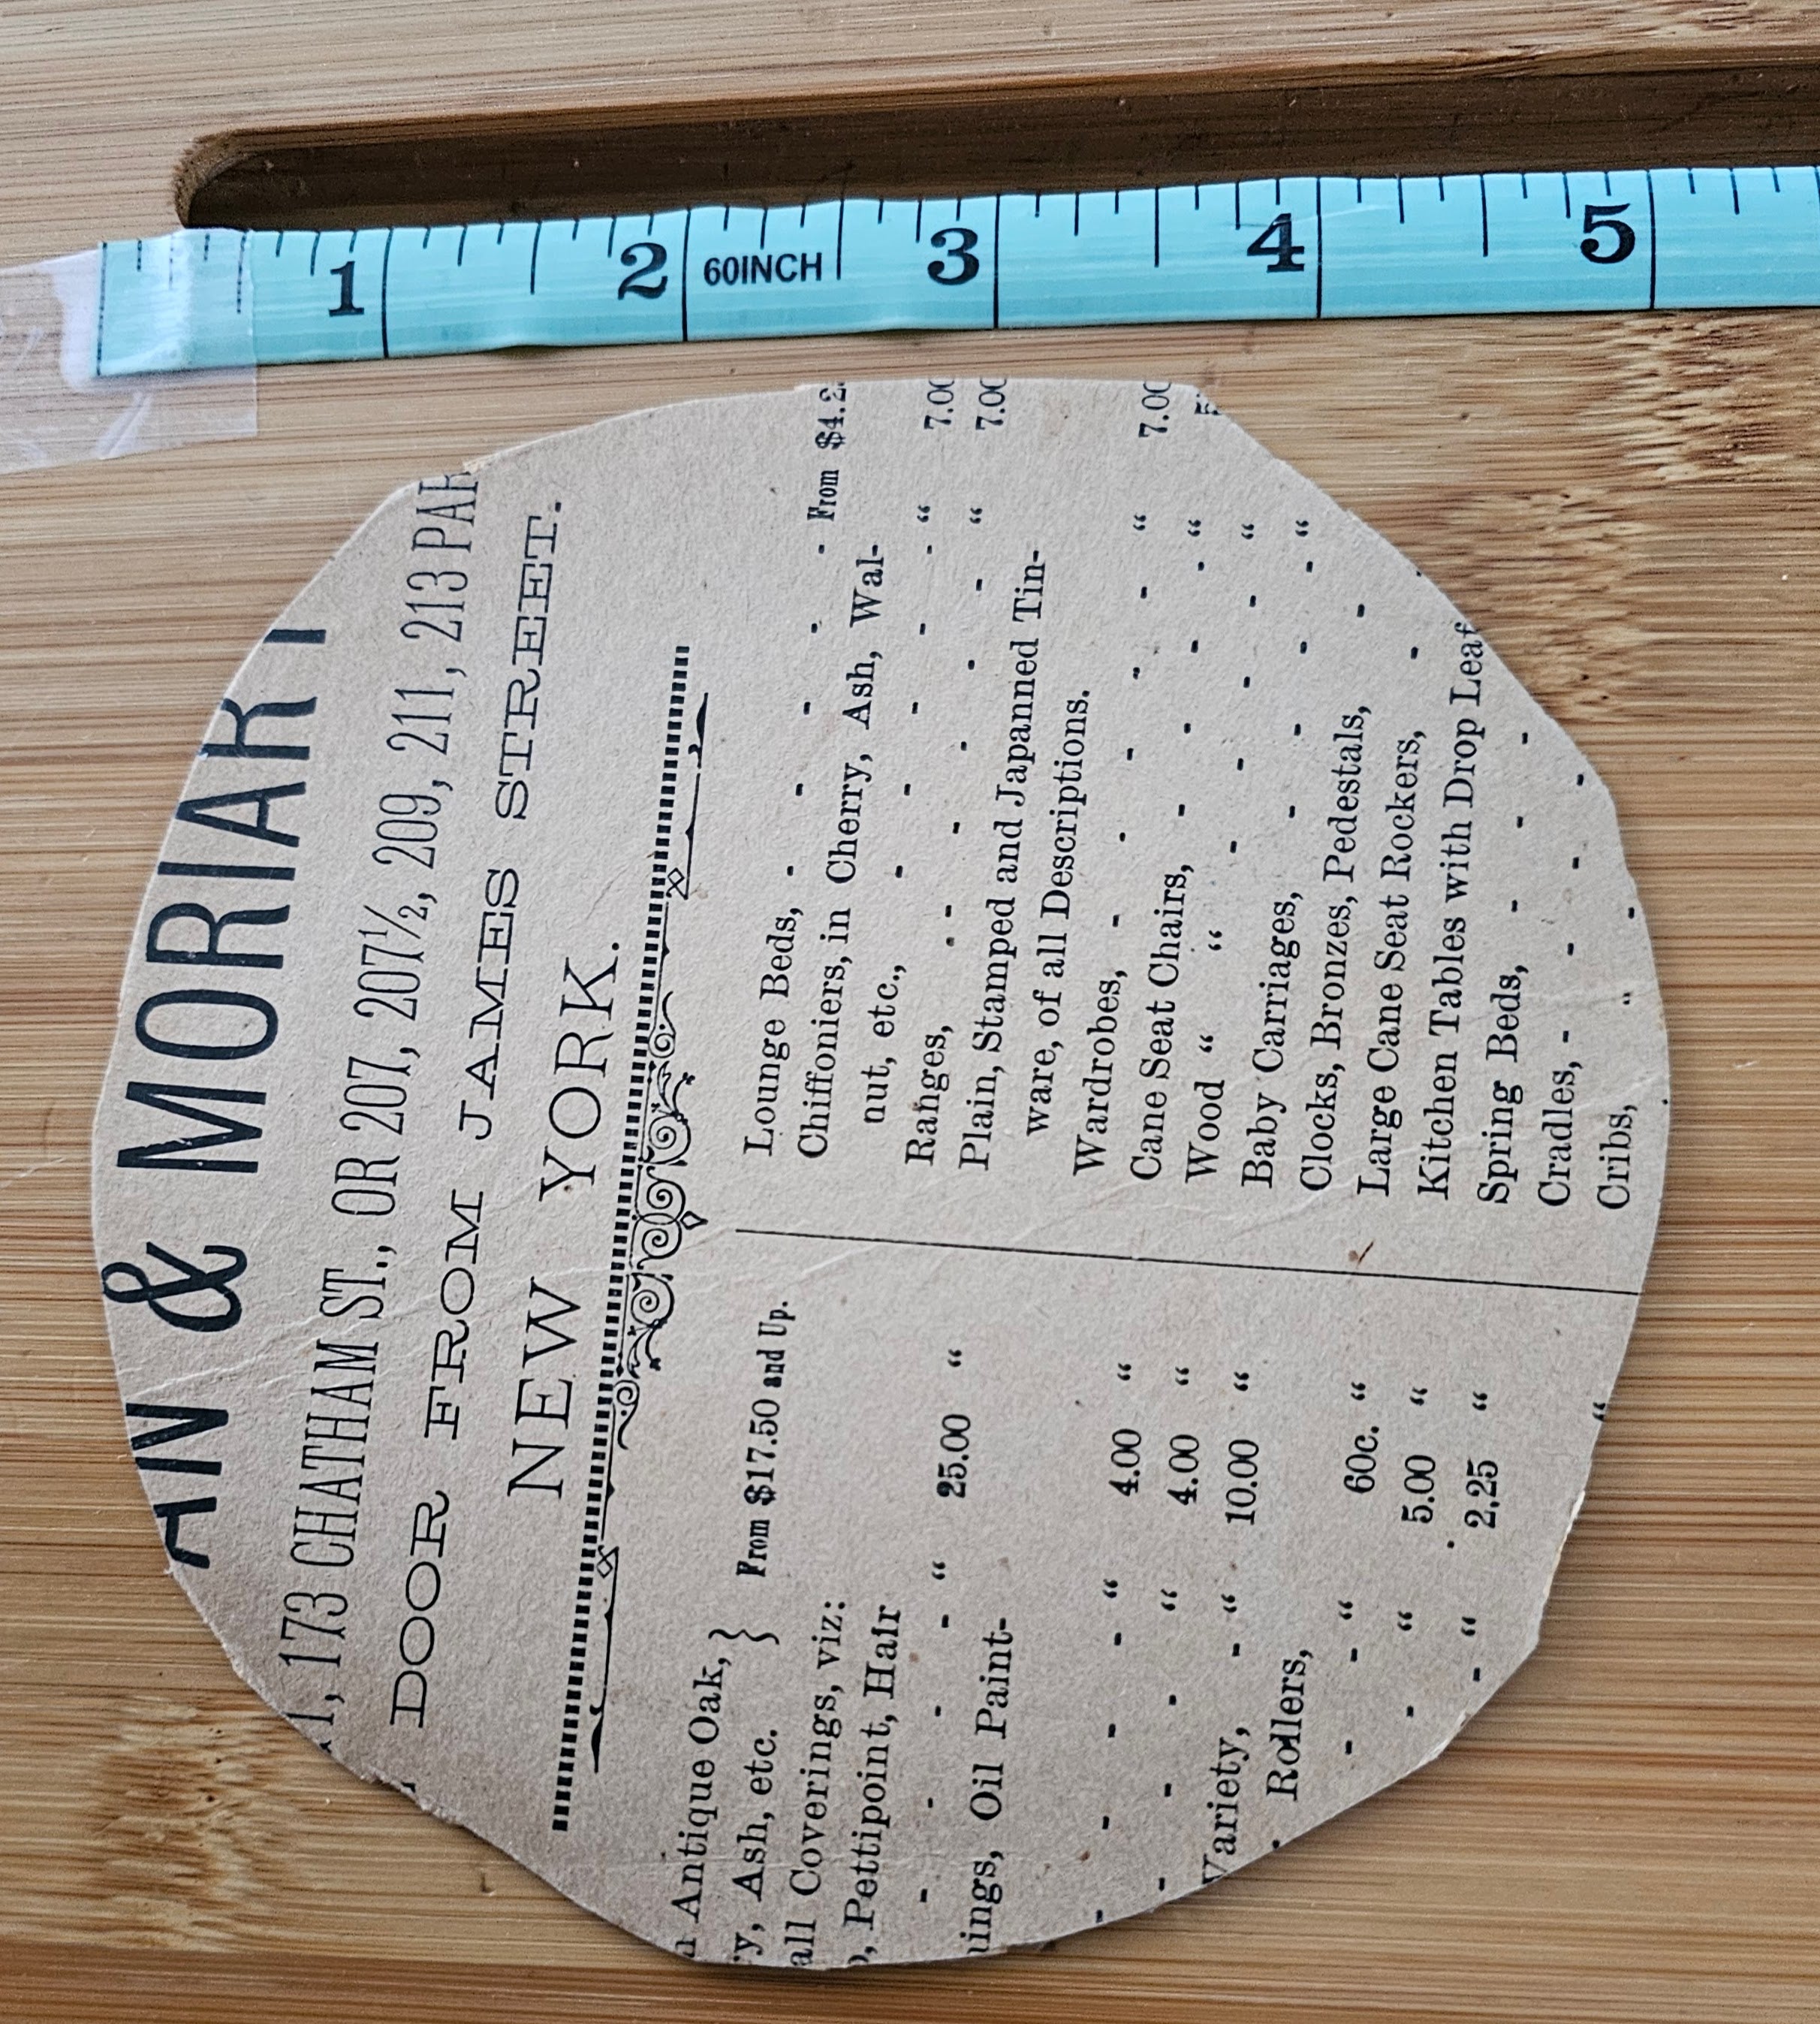 1 2 60INCH 3 4 5
AN & MORIART
1, 173 CHATHAM ST., OR 207, 207½, 209, 211, 213 PAR
DOOR FROM JAMES STREET.
NEW YORK.
Antique Oak, }
y, Ash, etc. } From $17.50 and Up.
all Coverings, viz:
, Pettipoint, Hair
- - - - “ 25.00 “
ings, Oil Paint-
- - - “ 4.00 “
- - - - “ 4.00 “
Variety, - “ 10.00 “
Rollers,
- - “ 60c. “
- “ 5.00 “
- “ 2.25 “
“
Lounge Beds, - - - - - From $4.2
Chiffoniers, in Cherry, Ash, Wal-
nut, etc., - - - - - “ 7.00
Ranges, - - - - - - “ 7.00
Plain, Stamped and Japanned Tin-
ware, of all Descriptions.
Wardrobes, - - - - - “ 7.00
Cane Seat Chairs, - - - - “
Wood “ “ - - - - “
Baby Carriages, - - - - “
Clocks, Bronzes, Pedestals, -
Large Cane Seat Rockers, -
Kitchen Tables with Drop Leaf
Spring Beds, - - -
Cradles, - - - -
Cribs, - -